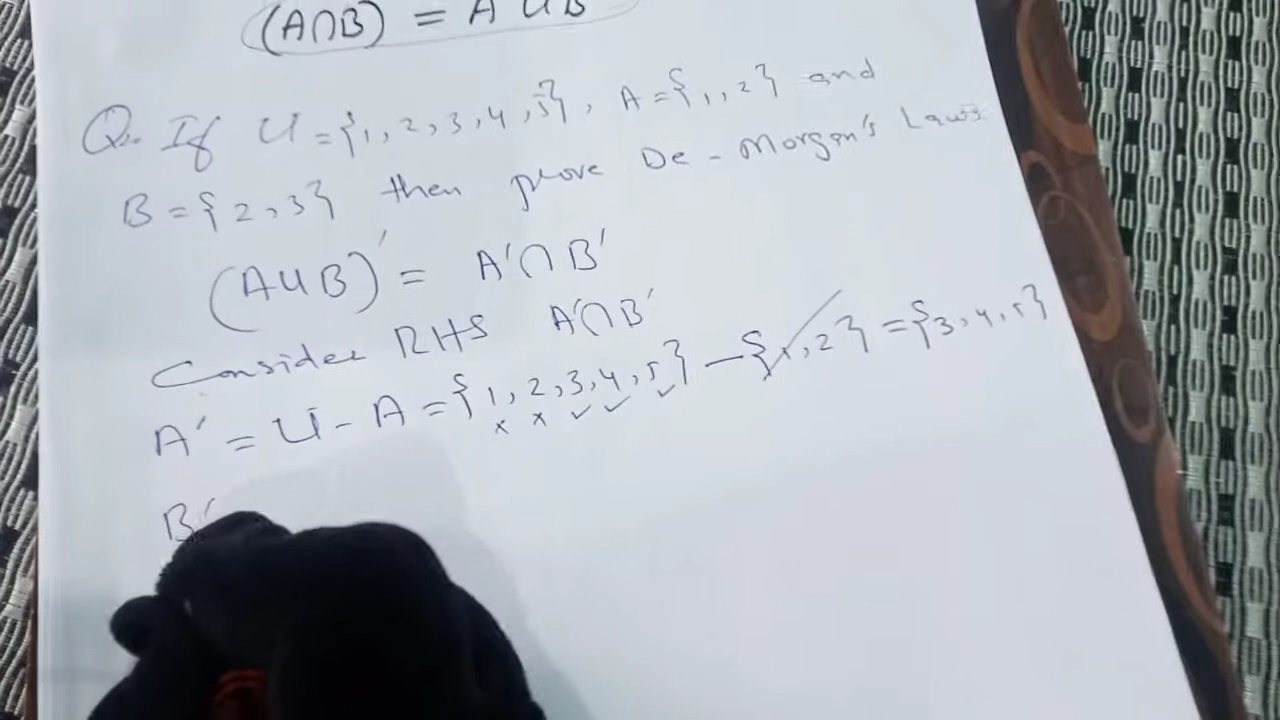 (A∩B) = A ∪ B
Q. If U = {1, 2, 3, 4, 5}, A = {1, 2} and
B = {2, 3} then prove De-Morgan's Laws
(A∪B)' = A'∩B'
Consider RHS A'∩B'
A' = U - A = {1, 2, 3, 4, 5} - {1, 2} = {3, 4, 5}
x x ✓ ✓ ✓
B'